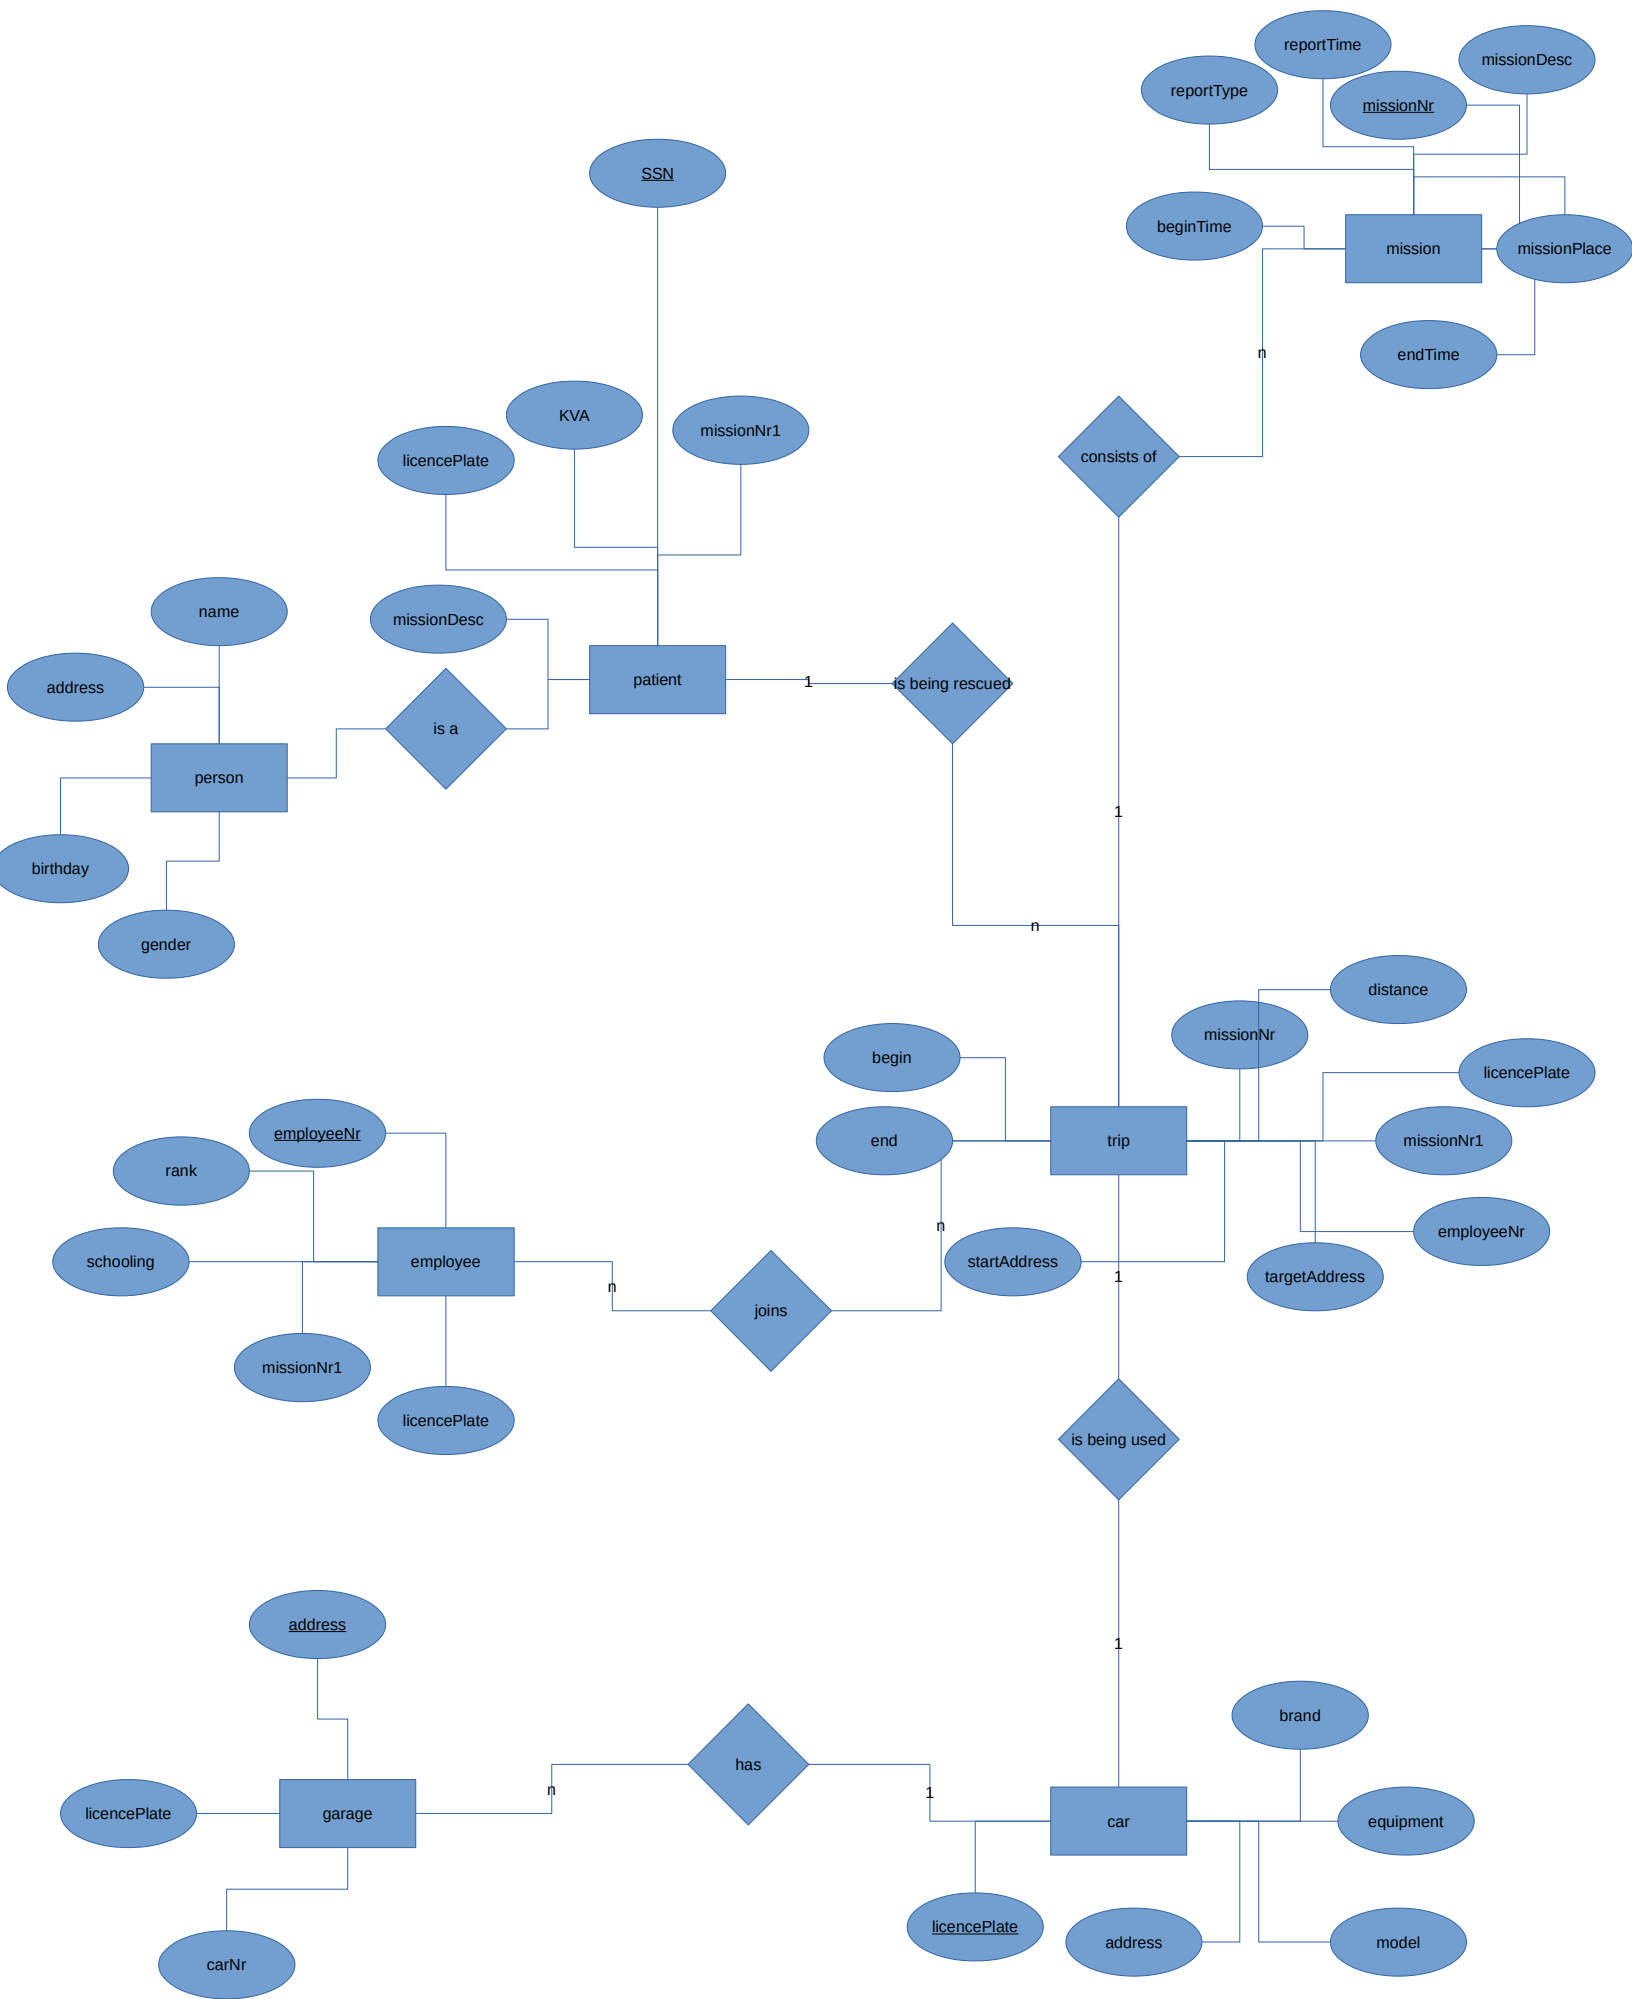 reportTime
missionDesc
reportType
missionNr
SSN
beginTime
mission
missionPlace
n
endTime
KVA
missionNr1
licencePlate
consists of
name
missionDesc
address
patient
1
is being rescued
is a
person
1
birthday
n
gender
distance
missionNr
begin
licencePlate
employeeNr
end
trip
missionNr1
rank
n
employeeNr
schooling
employee
startAddress
1
targetAddress
n
joins
missionNr1
licencePlate
is being used
address
1
brand
has
n
1
licencePlate
garage
car
equipment
licencePlate
address
model
carNr